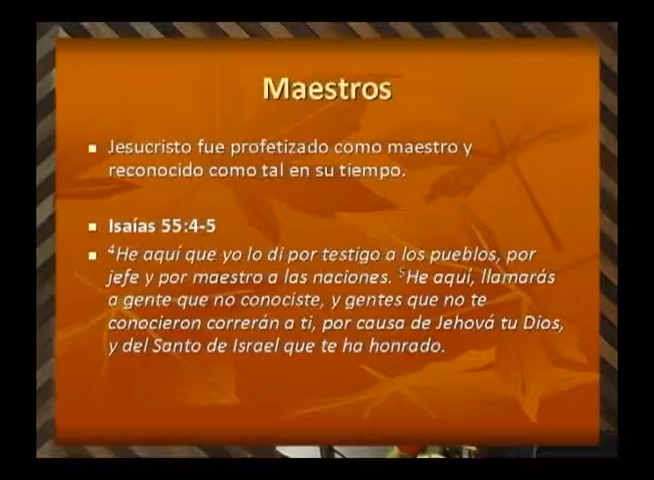 Maestros
Jesucristo fue profetizado como maestro y
reconocido como tal en su tiempo.
Isaías 55:4-5
⁴He aquí que yo lo di por testigo a los pueblos, por
jefe y por maestro a las naciones. ⁵He aquí, llamarás
a gente que no conociste, y gentes que no te
conocieron correrán a ti, por causa de Jehová tu Dios,
y del Santo de Israel que te ha honrado.